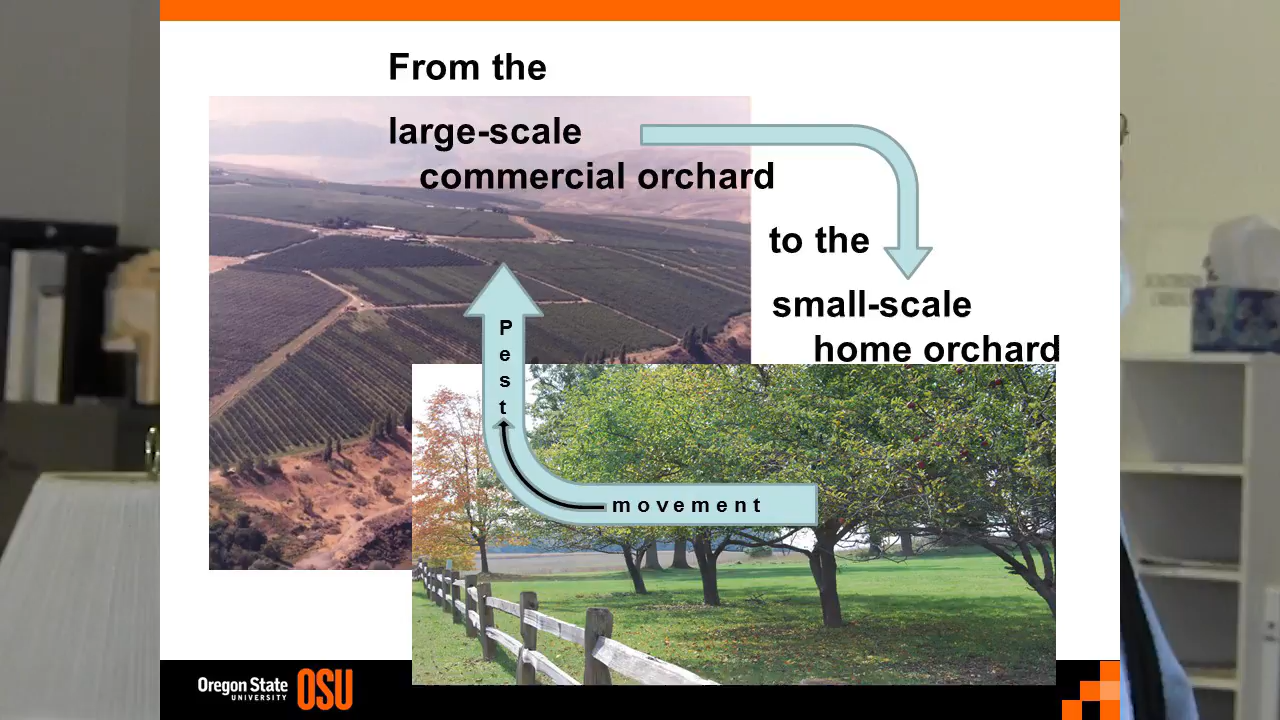 From the
large-scale
commercial orchard
to the
small-scale
home orchard
P
e
s
t
movement
Oregon State
UNIVERSITY
OSU